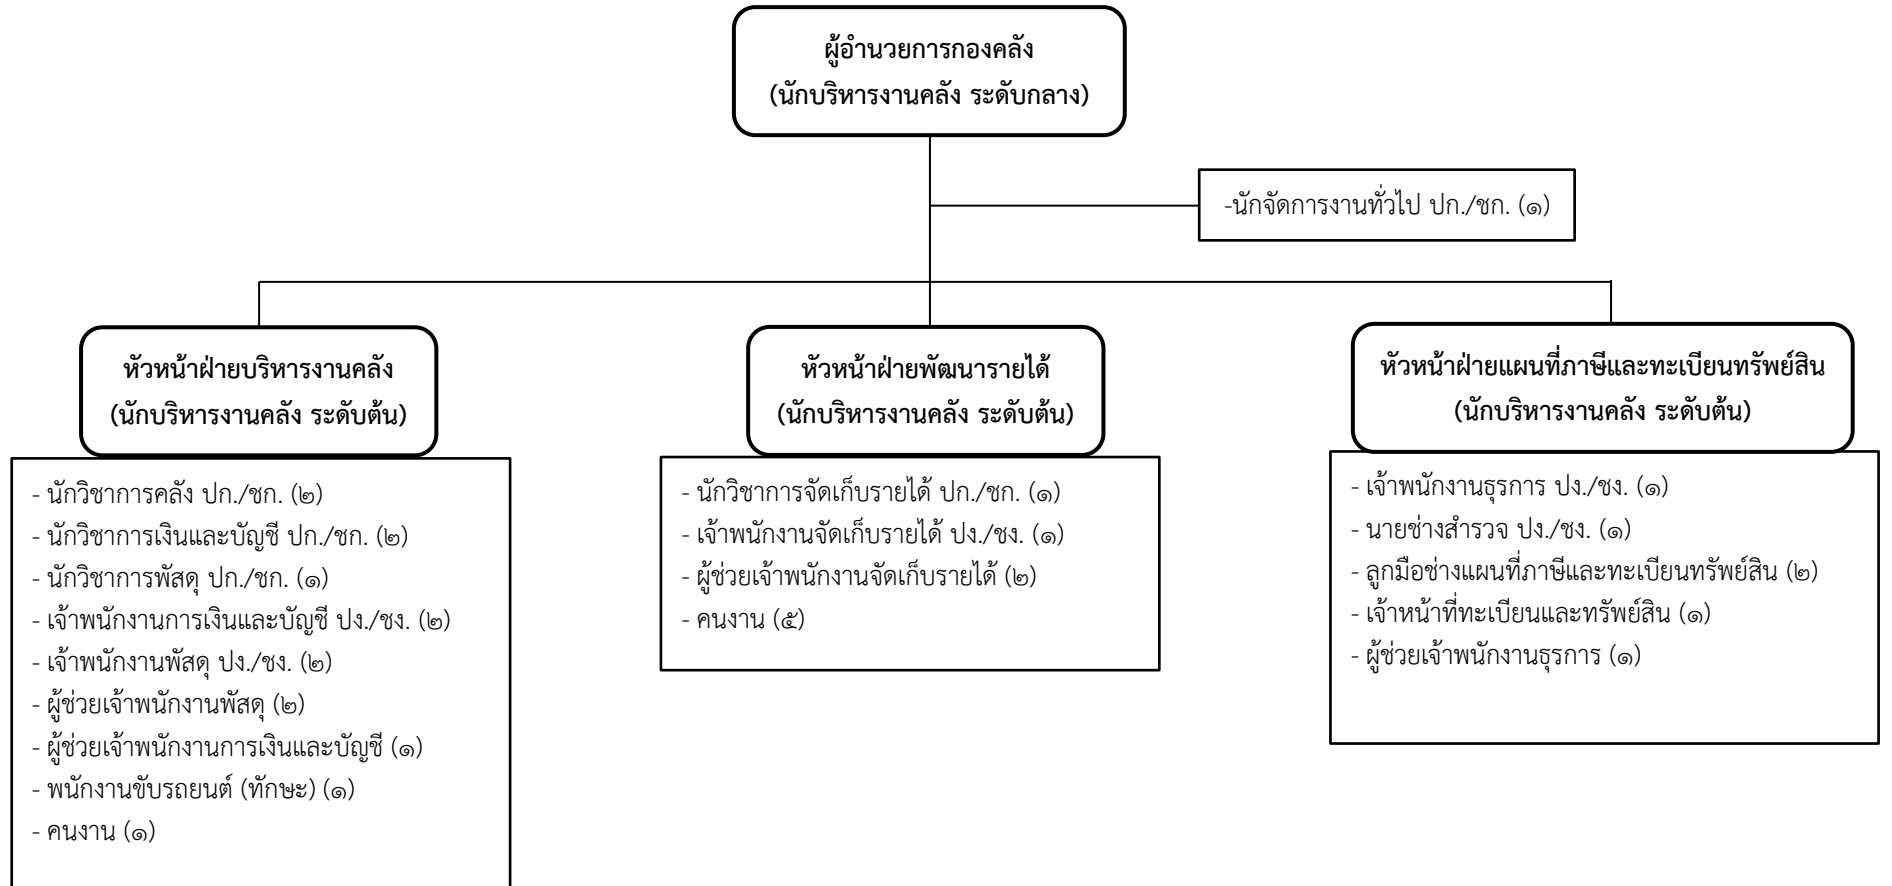 ผู้อำนวยการกองคลัง
(นักบริหารงานคลัง ระดับกลาง)
-นักจัดการงานทั่วไป ปก./ชก. (๑)
หัวหน้าฝ่ายบริหารงานคลัง
(นักบริหารงานคลัง ระดับต้น)
- นักวิชาการคลัง ปก./ชก. (๒)
- นักวิชาการเงินและบัญชี ปก./ชก. (๒)
- นักวิชาการพัสดุ ปก./ชก. (๑)
- เจ้าพนักงานการเงินและบัญชี ปง./ชง. (๒)
- เจ้าพนักงานพัสดุ ปง./ชง. (๒)
- ผู้ช่วยเจ้าพนักงานพัสดุ (๒)
- ผู้ช่วยเจ้าพนักงานการเงินและบัญชี (๑)
- พนักงานขับรถยนต์ (ทักษะ) (๑)
- คนงาน (๑)
หัวหน้าฝ่ายพัฒนารายได้
(นักบริหารงานคลัง ระดับต้น)
- นักวิชาการจัดเก็บรายได้ ปก./ชก. (๑)
- เจ้าพนักงานจัดเก็บรายได้ ปง./ชง. (๑)
- ผู้ช่วยเจ้าพนักงานจัดเก็บรายได้ (๒)
- คนงาน (๕)
หัวหน้าฝ่ายแผนที่ภาษีและทะเบียนทรัพย์สิน
(นักบริหารงานคลัง ระดับต้น)
- เจ้าพนักงานธุรการ ปง./ชง. (๑)
- นายช่างสำรวจ ปง./ชง. (๑)
- ลูกมือช่างแผนที่ภาษีและทะเบียนทรัพย์สิน (๒)
- เจ้าหน้าที่ทะเบียนและทรัพย์สิน (๑)
- ผู้ช่วยเจ้าพนักงานธุรการ (๑)